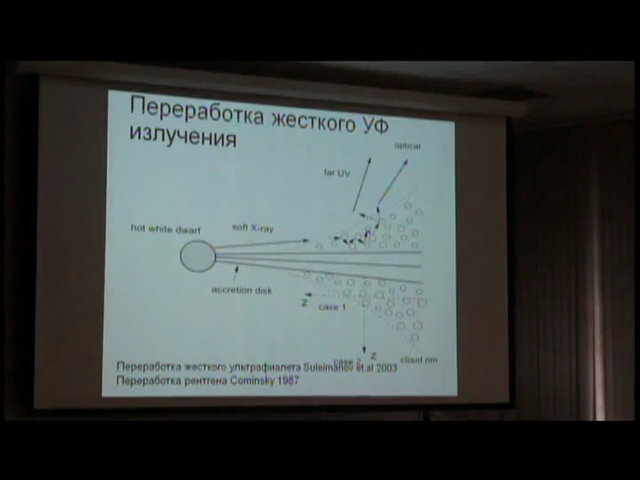 Переработка жесткого УФ
излучения
optical
far UV
hot white dwarf
soft X-ray
accretion disk
Z
case 1
Z
case 2
cloud rim
Переработка жесткого ультрафиалета Suleimanov et.al 2003
Переработка рентгена Cominsky 1987